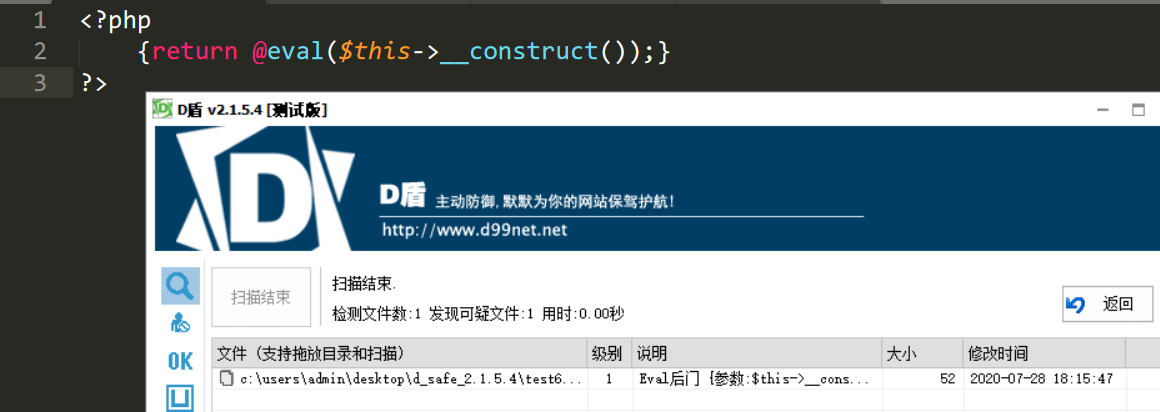 1 <?php
2 {return @eval($this->__construct());}
3 ?>
D盾 v2.1.5.4 [测试版]
D
D盾 主动防御,默默为你的网站保驾护航!
http://www.d99net.net
扫描结束
扫描结束.
检测文件数:1 发现可疑文件:1 用时:0.00秒
返回
OK
文件 (支持拖放目录和扫描) 级别 说明 大小 修改时间
c:\users\admin\desktop\d_safe_2.1.5.4\test6... 1 Eval后门 {参数:$this->__cons... 52 2020-07-28 18:15:47